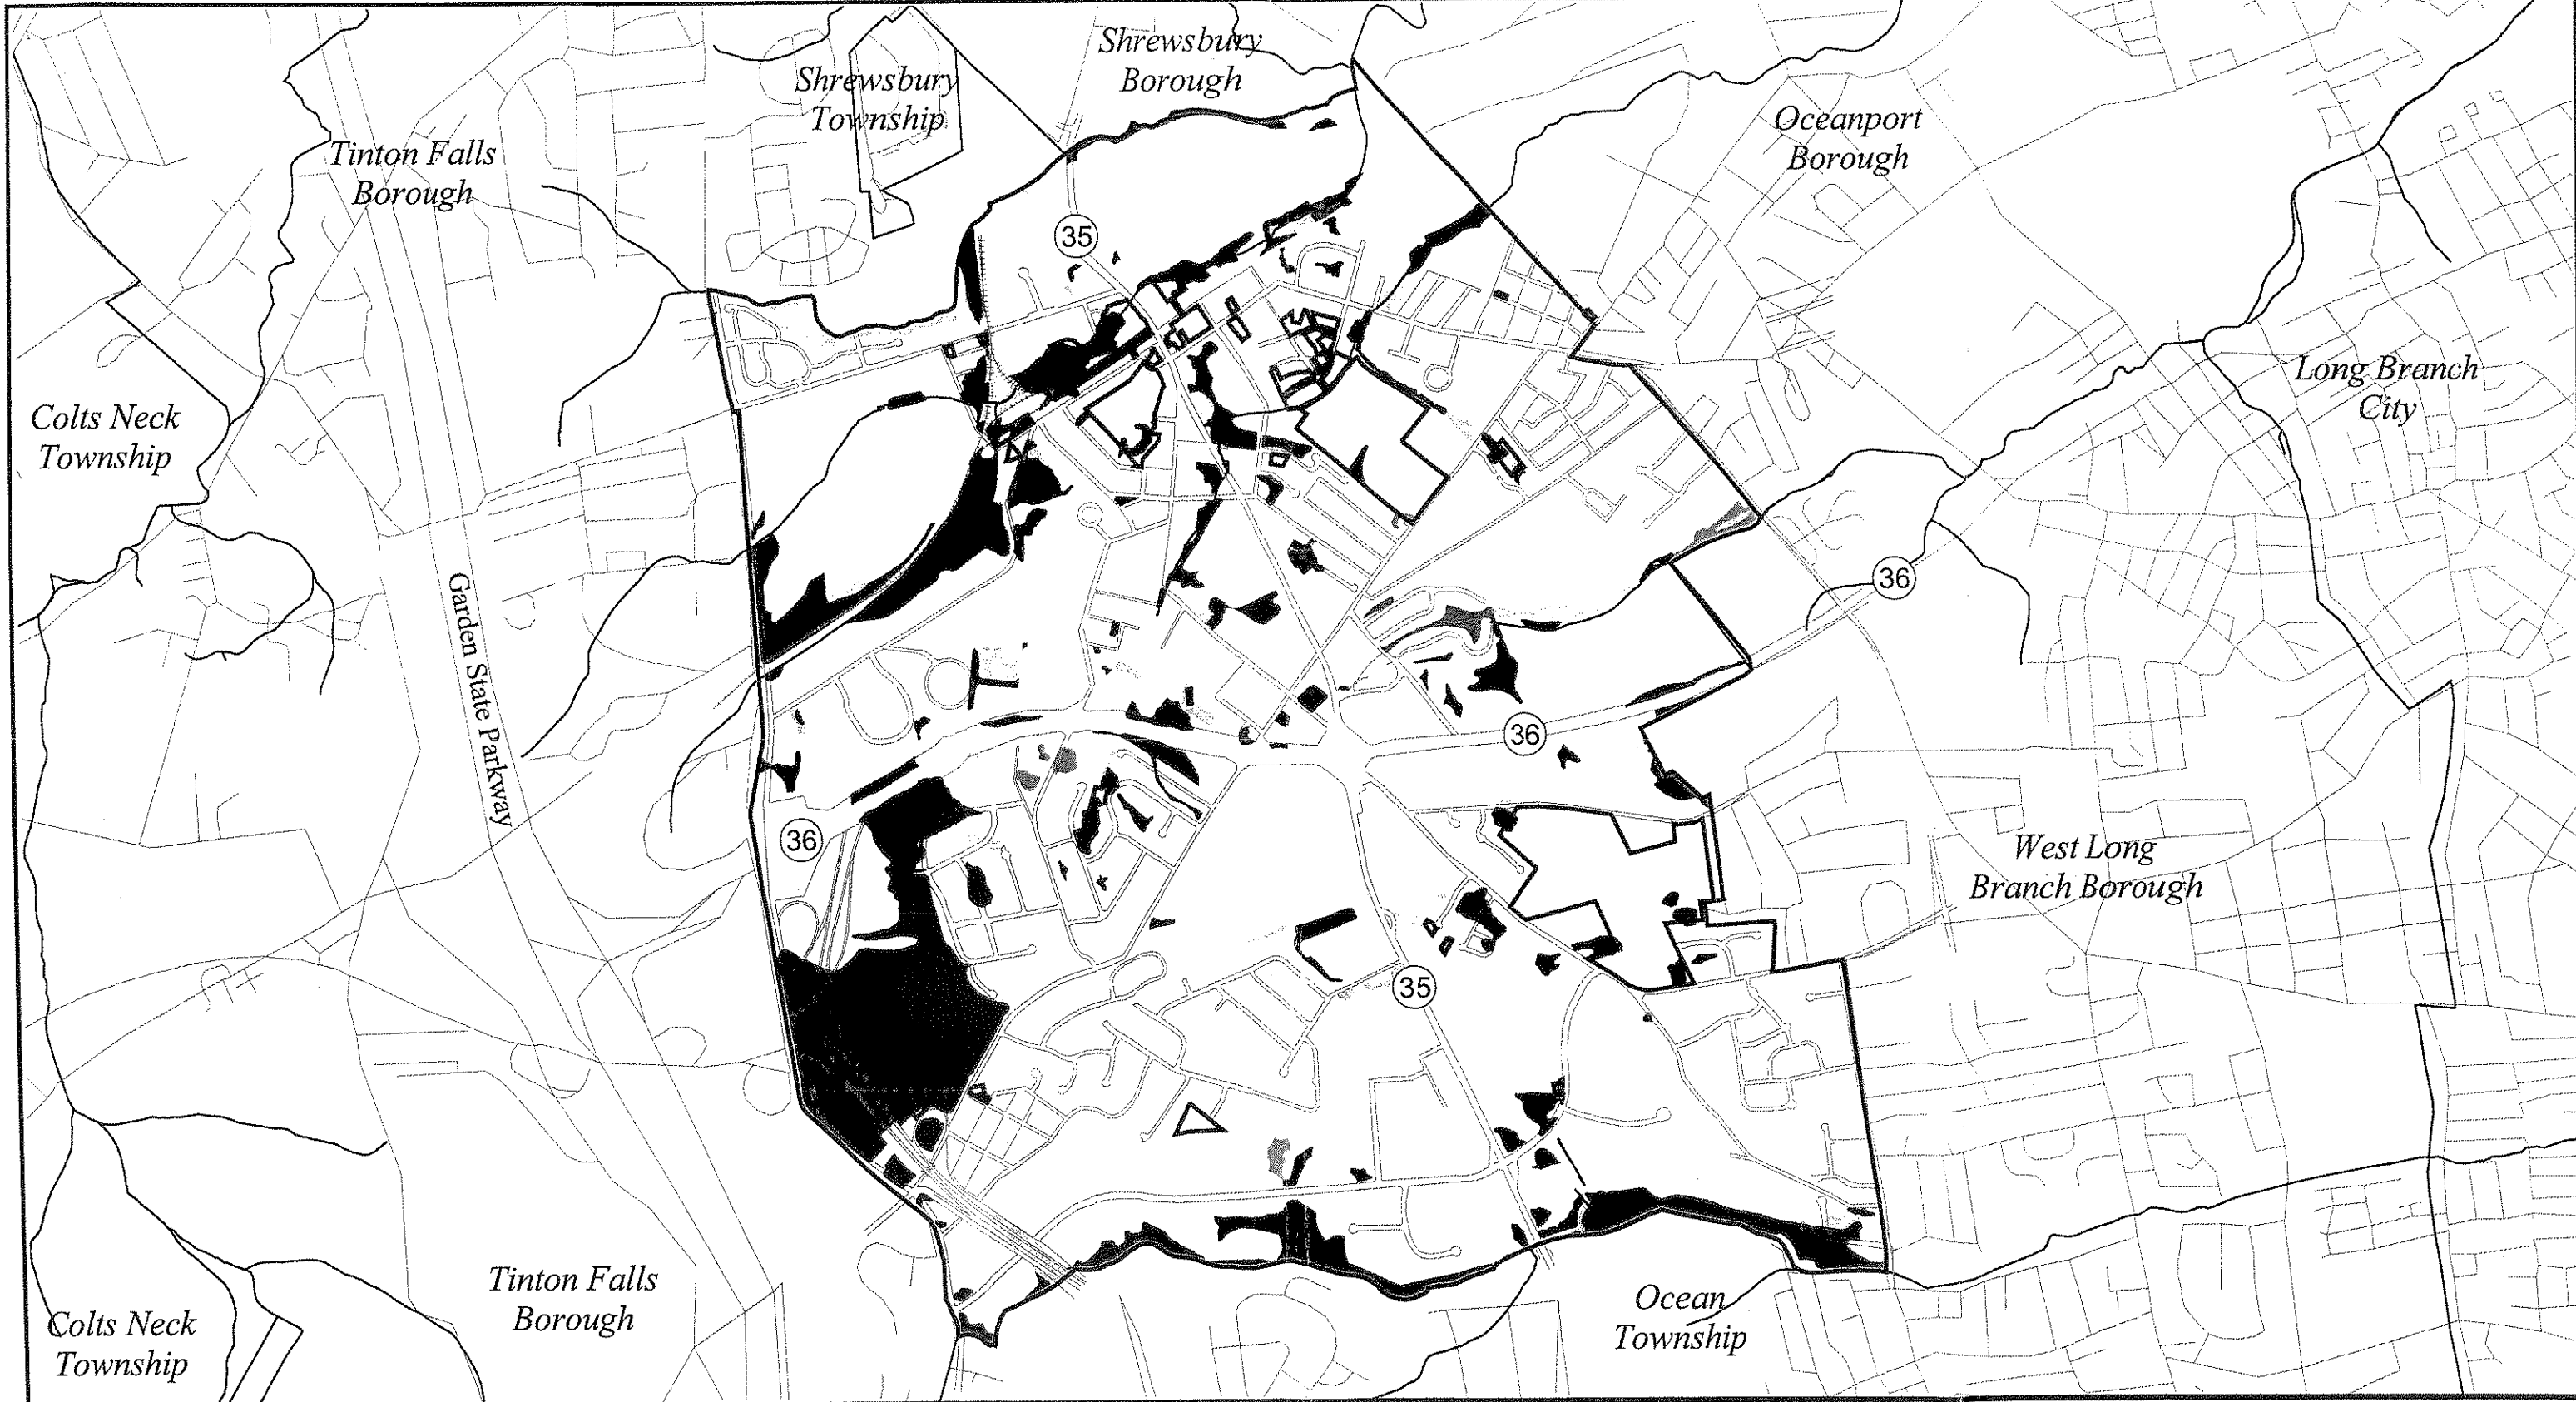 Shrewsbury
Borough
Shrewsbury
Township
Oceanport
Borough
Tinton Falls
Borough
35
Long Branch
City
Colts Neck
Township
36
Garden State Parkway
36
36
West Long
Branch Borough
35
Tinton Falls
Borough
Ocean
Township
Colts Neck
Township